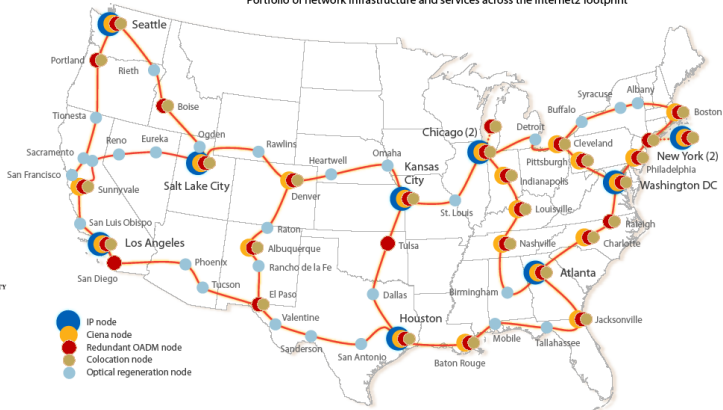 Portfolio of network infrastructure and services across the Internet2 footprint
Seattle
Portland
Rieth
Boise
Tionesta
Ogden
Reno
Eureka
Rawlins
Sacramento
San Francisco
Sunnyvale
Salt Lake City
Heartwell
Omaha
Kansas
City
Denver
St. Louis
Chicago (2)
Detroit
Buffalo
Syracuse
Albany
Boston
Cleveland
Pittsburgh
New York (2)
Philadelphia
Washington DC
Indianapolis
Louisville
Raleigh
Charlotte
Nashville
San Luis Obispo
Los Angeles
San Diego
Phoenix
Tucson
Raton
Albuquerque
Rancho de la Fe
El Paso
Valentine
Sanderson
San Antonio
Tulsa
Dallas
Houston
Baton Rouge
Mobile
Tallahassee
Birmingham
Atlanta
Jacksonville
IP node
Ciena node
Redundant OADM node
Colocation node
Optical regeneration node